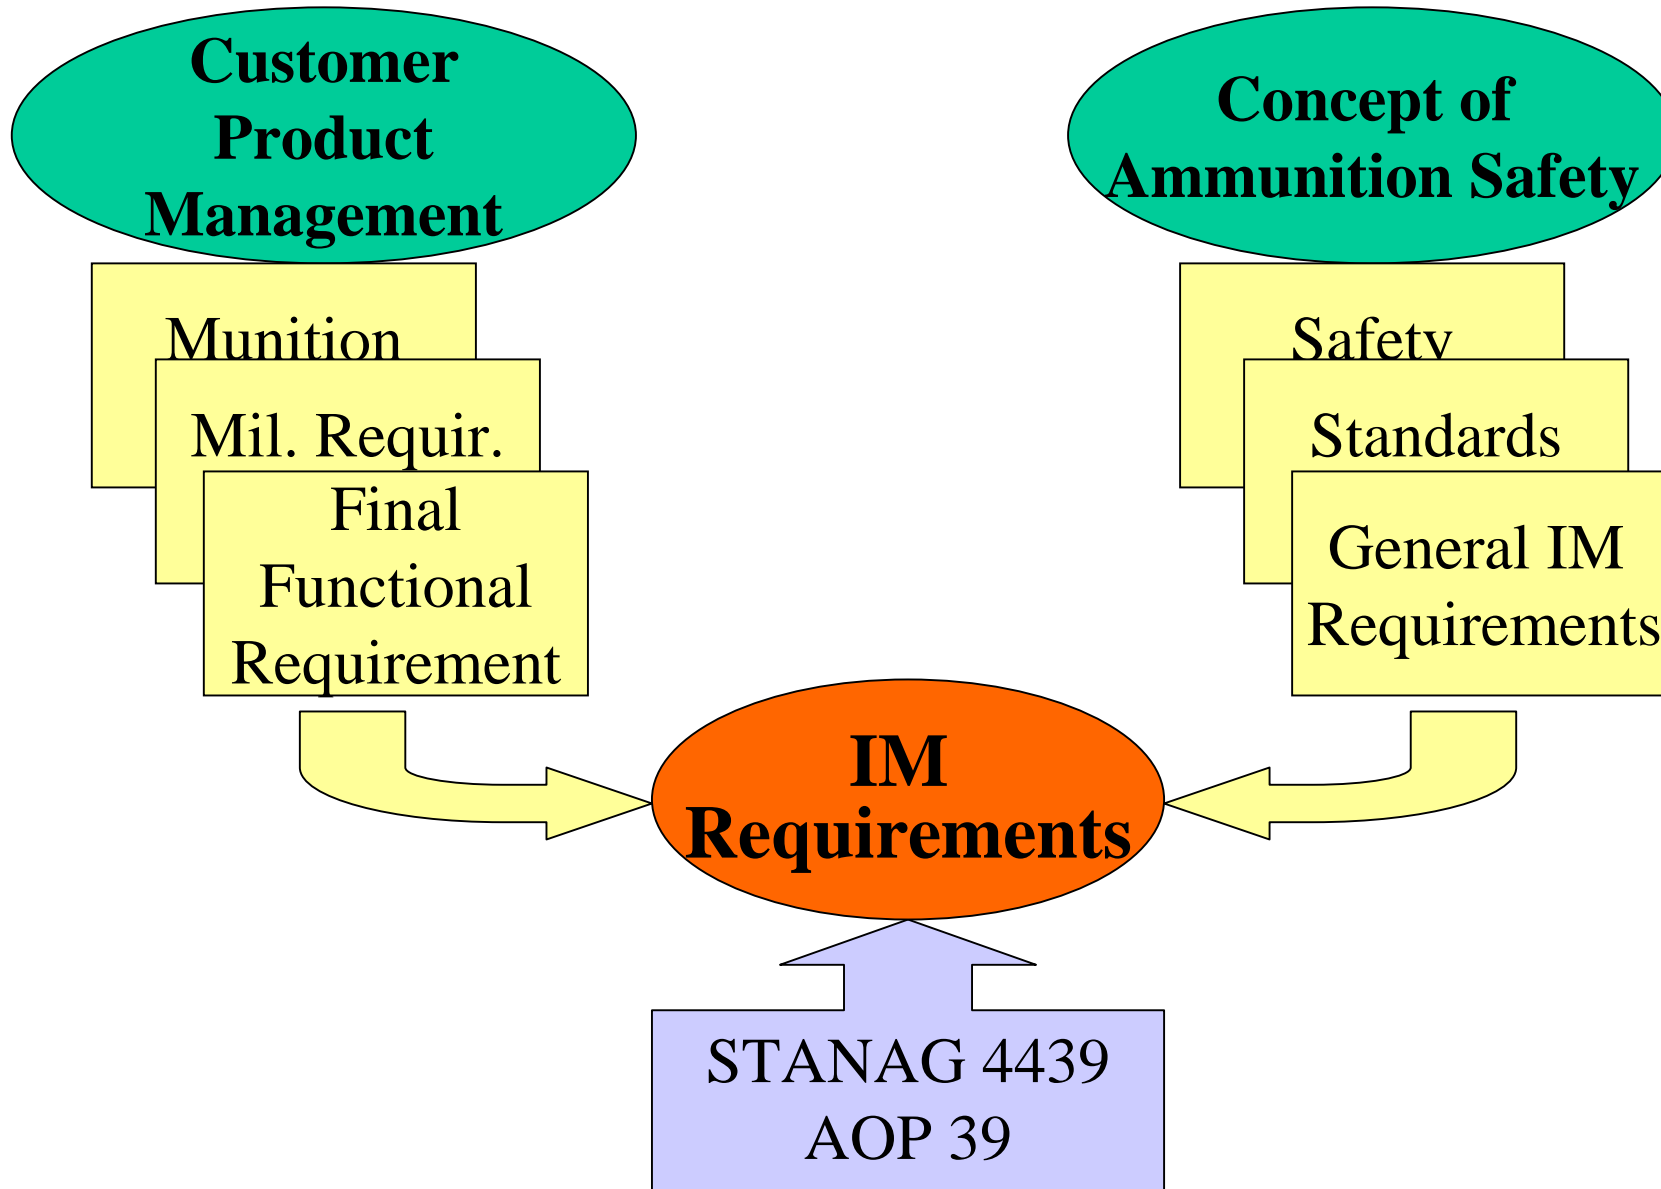 Customer
Product
Management
Concept of
Ammunition Safety
Munition
Mil. Requir.
Final
Functional
Requirement
Safety
Standards
General IM
Requirements
IM
Requirements
STANAG 4439
AOP 39